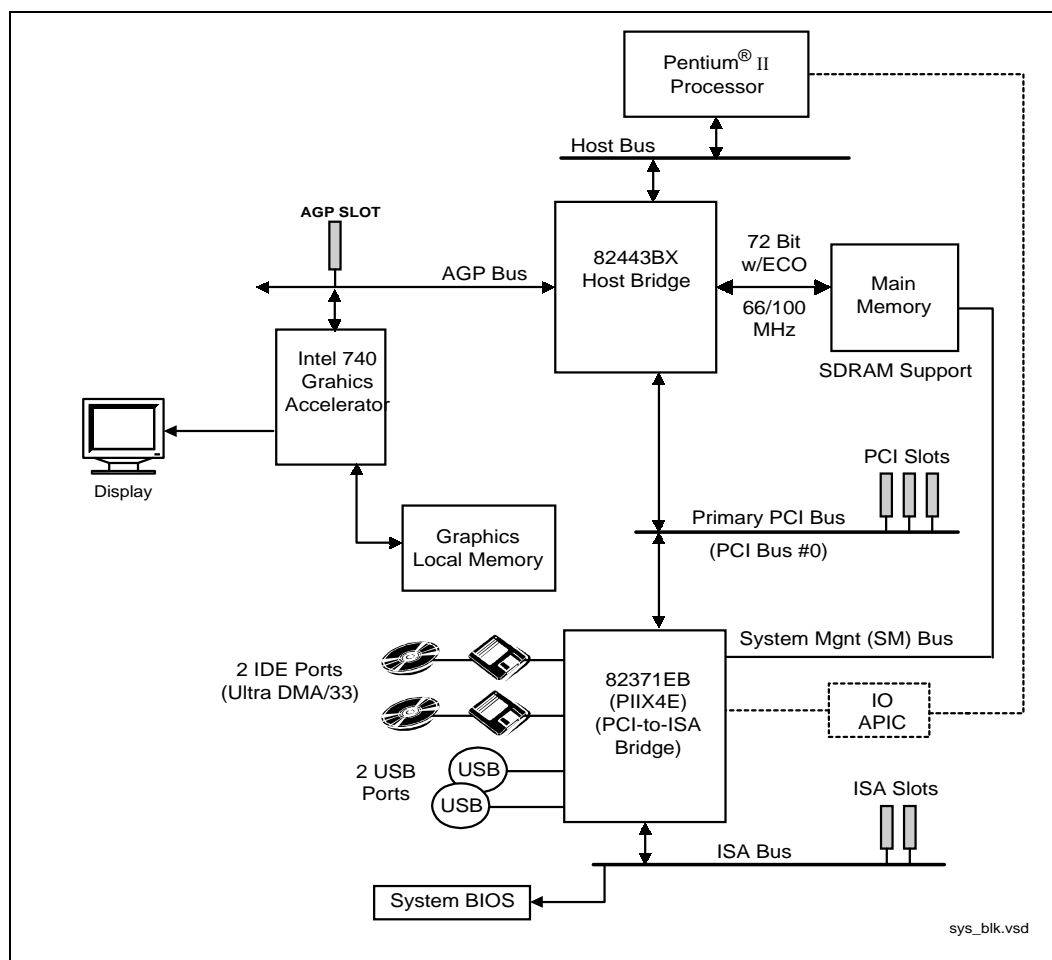 Pentium® II
Processor
Host Bus
AGP SLOT
AGP Bus
82443BX
Host Bridge
72 Bit
w/ECO
66/100
MHz
Main
Memory
SDRAM Support
Intel 740
Grahics
Accelerator
Display
Graphics
Local Memory
PCI Slots
Primary PCI Bus
(PCI Bus #0)
System Mgnt (SM) Bus
2 IDE Ports
(Ultra DMA/33)
82371EB
(PIIX4E)
(PCI-to-ISA
Bridge)
IO
APIC
2 USB
Ports
USB
USB
ISA Slots
ISA Bus
System BIOS
sys_blk.vsd